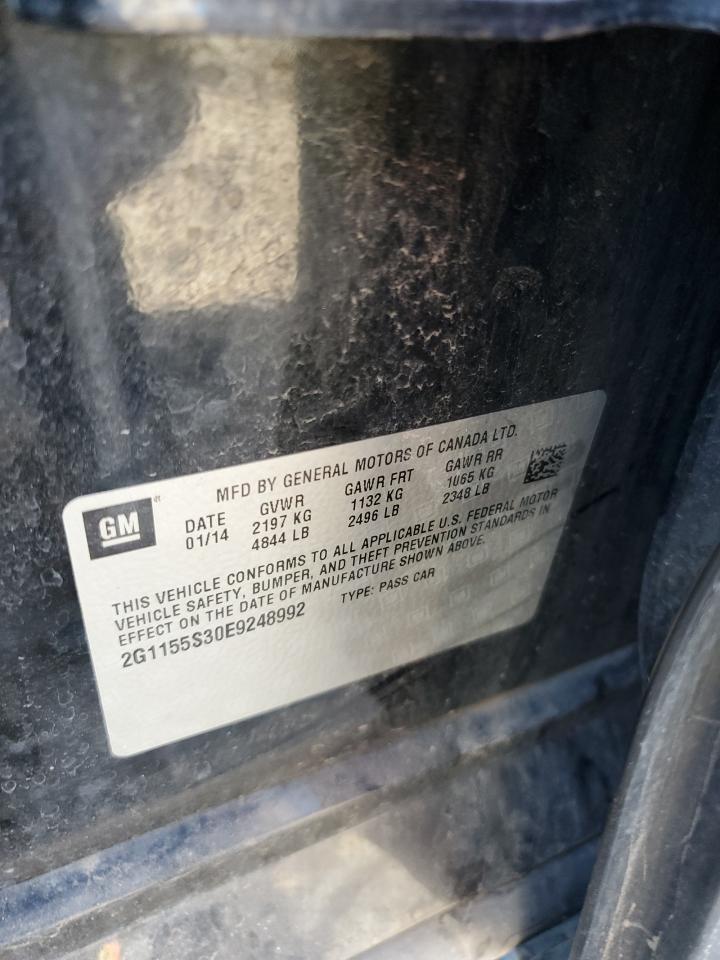 MFD BY GENERAL MOTORS OF CANADA LTD.
GM
DATE GVWR GAWR FRT GAWR RR
01/14 2197 KG 1132 KG 1065 KG
4844 LB 2496 LB 2348 LB
THIS VEHICLE CONFORMS TO ALL APPLICABLE U.S. FEDERAL MOTOR
VEHICLE SAFETY, BUMPER, AND THEFT PREVENTION STANDARDS IN
EFFECT ON THE DATE OF MANUFACTURE SHOWN ABOVE.
2G1155S30E9248992 TYPE: PASS CAR